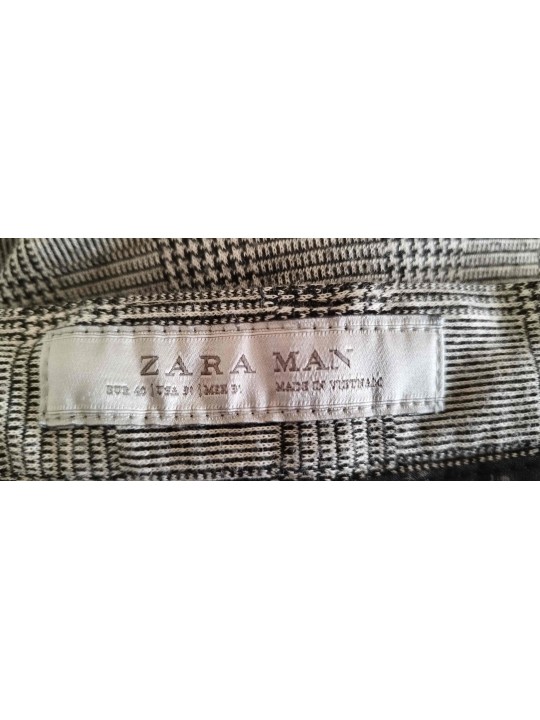 ZARA MAN
EUR 40 | USA 31 | MEX 31 MADE IN VIETNAM